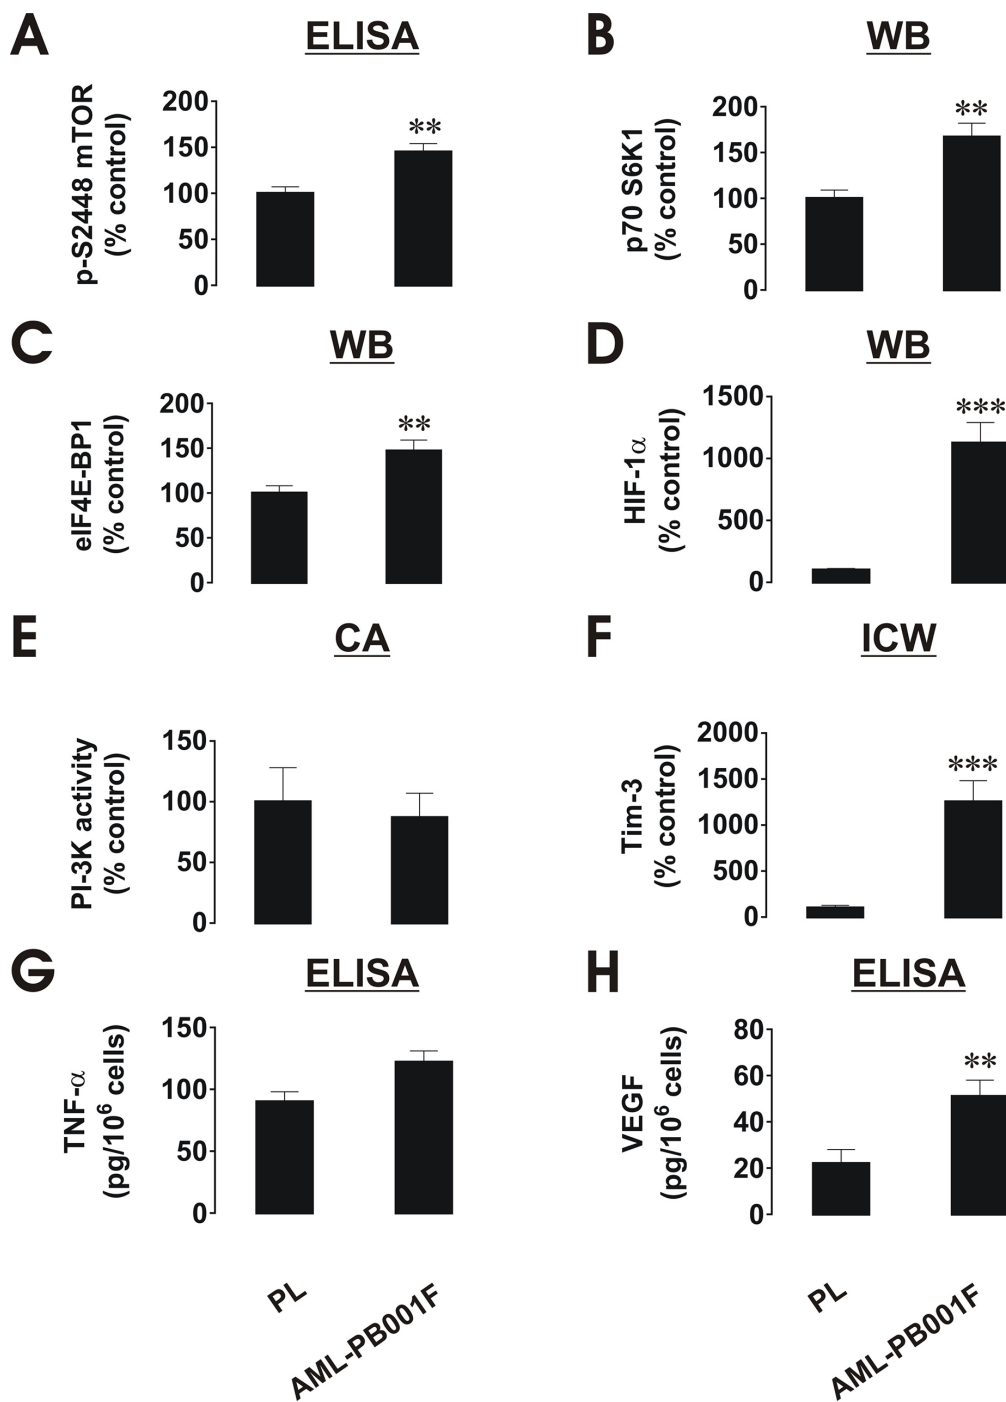 A
ELISA
p-S2448 mTOR
(% control)
200
150
100
50
0
**
B
WB
p70 S6K1
(% control)
200
150
100
50
0
**
C
WB
eIF4E-BP1
(% control)
200
150
100
50
0
**
D
WB
HIF-1α
(% control)
1500
1000
500
0
***
E
CA
PI-3K activity
(% control)
150
100
50
0
F
ICW
Tim-3
(% control)
2000
1500
1000
500
0
***
G
ELISA
TNF-α
(pg/10⁶ cells)
150
100
50
0
H
ELISA
VEGF
(pg/10⁶ cells)
80
60
40
20
0
**
PL
AML-PB001F
PL
AML-PB001F